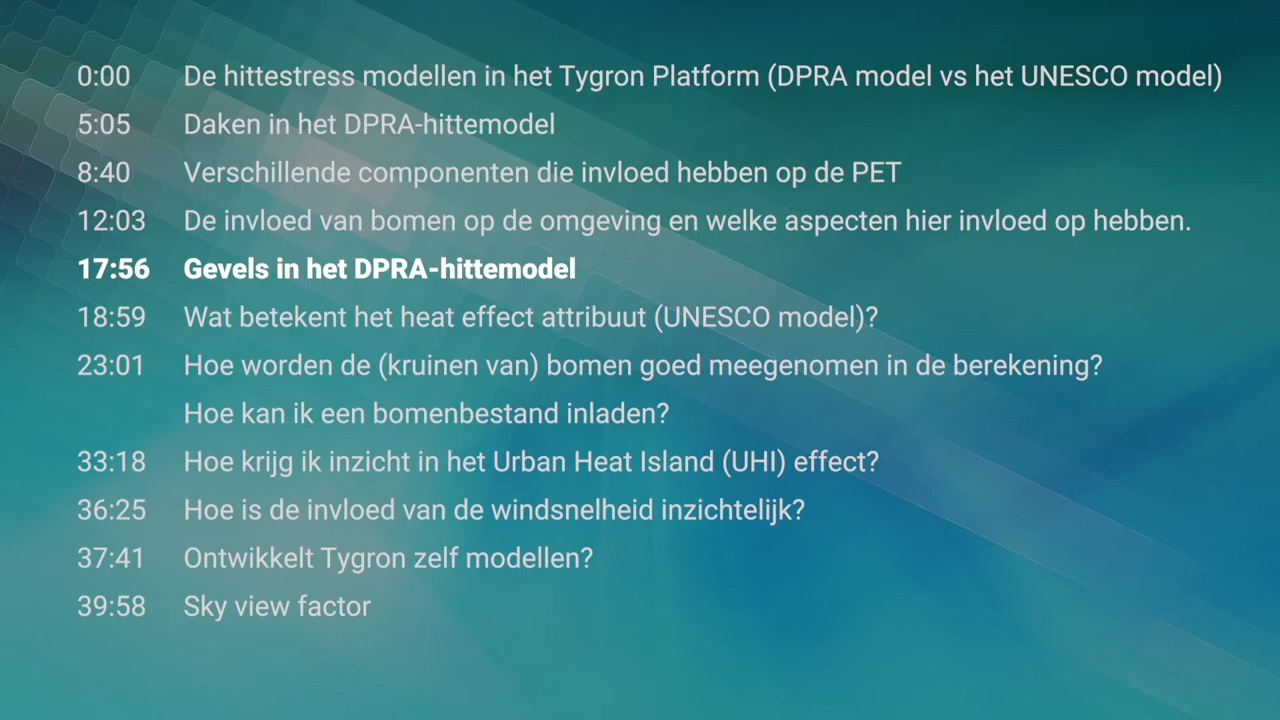 0:00 De hittestress modellen in het Tygron Platform (DPRA model vs het UNESCO model)
5:05 Daken in het DPRA-hittemodel
8:40 Verschillende componenten die invloed hebben op de PET
12:03 De invloed van bomen op de omgeving en welke aspecten hier invloed op hebben.
17:56 Gevels in het DPRA-hittemodel
18:59 Wat betekent het heat effect attribuut (UNESCO model)?
23:01 Hoe worden de (kruinen van) bomen goed meegenomen in de berekening?
Hoe kan ik een bomenbestand inladen?
33:18 Hoe krijg ik inzicht in het Urban Heat Island (UHI) effect?
36:25 Hoe is de invloed van de windsnelheid inzichtelijk?
37:41 Ontwikkelt Tygron zelf modellen?
39:58 Sky view factor